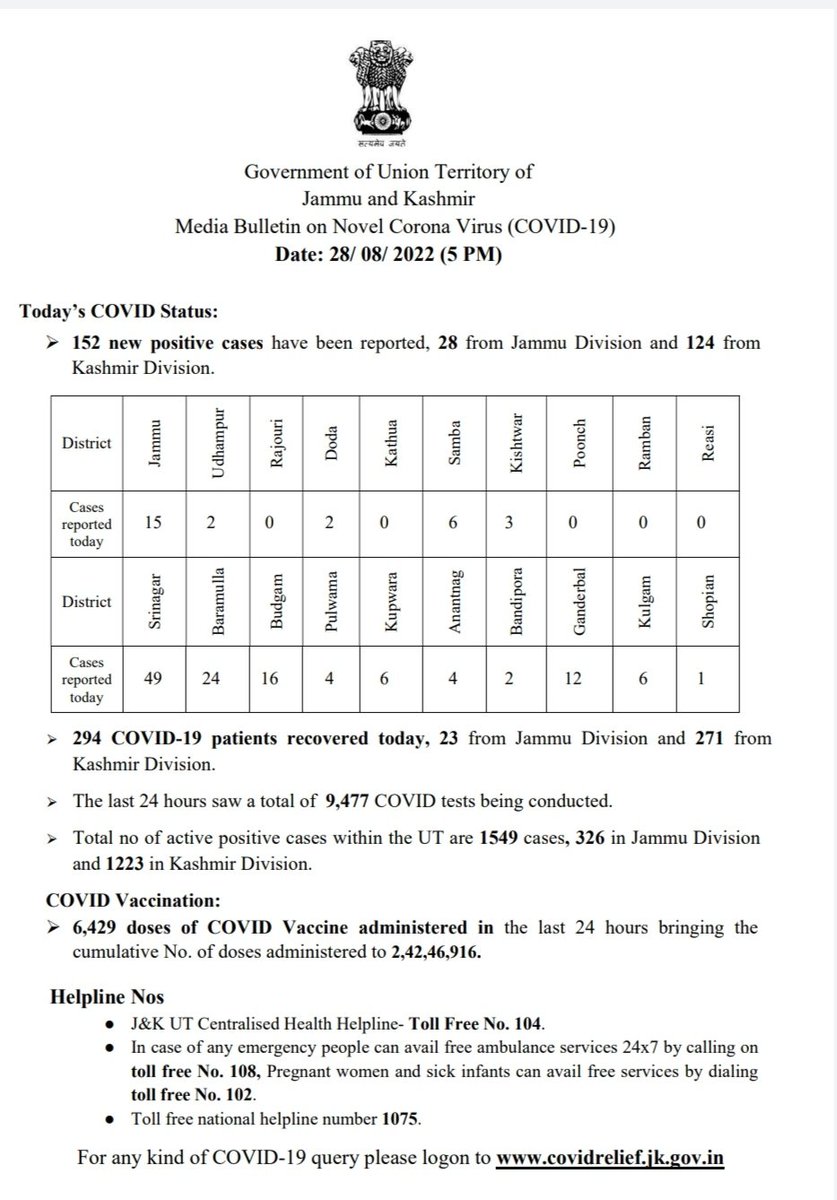 सत्यमेव जयते
Government of Union Territory of
Jammu and Kashmir
Media Bulletin on Novel Corona Virus (COVID-19)
Date: 28/ 08/ 2022 (5 PM)
Today’s COVID Status:
➢ 152 new positive cases have been reported, 28 from Jammu Division and 124 from
Kashmir Division.
District Jammu Udhampur Rajouri Doda Kathua Samba Kishtwar Poonch Ramban Reasi
Cases reported today 15 2 0 2 0 6 3 0 0 0
District Srinagar Baramulla Budgam Pulwama Kupwara Anantnag Bandipora Ganderbal Kulgam Shopian
Cases reported today 49 24 16 4 6 4 2 12 6 1
➢ 294 COVID-19 patients recovered today, 23 from Jammu Division and 271 from
Kashmir Division.
➢ The last 24 hours saw a total of 9,477 COVID tests being conducted.
➢ Total no of active positive cases within the UT are 1549 cases, 326 in Jammu Division
and 1223 in Kashmir Division.
COVID Vaccination:
➢ 6,429 doses of COVID Vaccine administered in the last 24 hours bringing the
cumulative No. of doses administered to 2,42,46,916.
Helpline Nos
● J&K UT Centralised Health Helpline- Toll Free No. 104.
● In case of any emergency people can avail free ambulance services 24x7 by calling on
toll free No. 108, Pregnant women and sick infants can avail free services by dialing
toll free No. 102.
● Toll free national helpline number 1075.
For any kind of COVID-19 query please logon to www.covidrelief.jk.gov.in